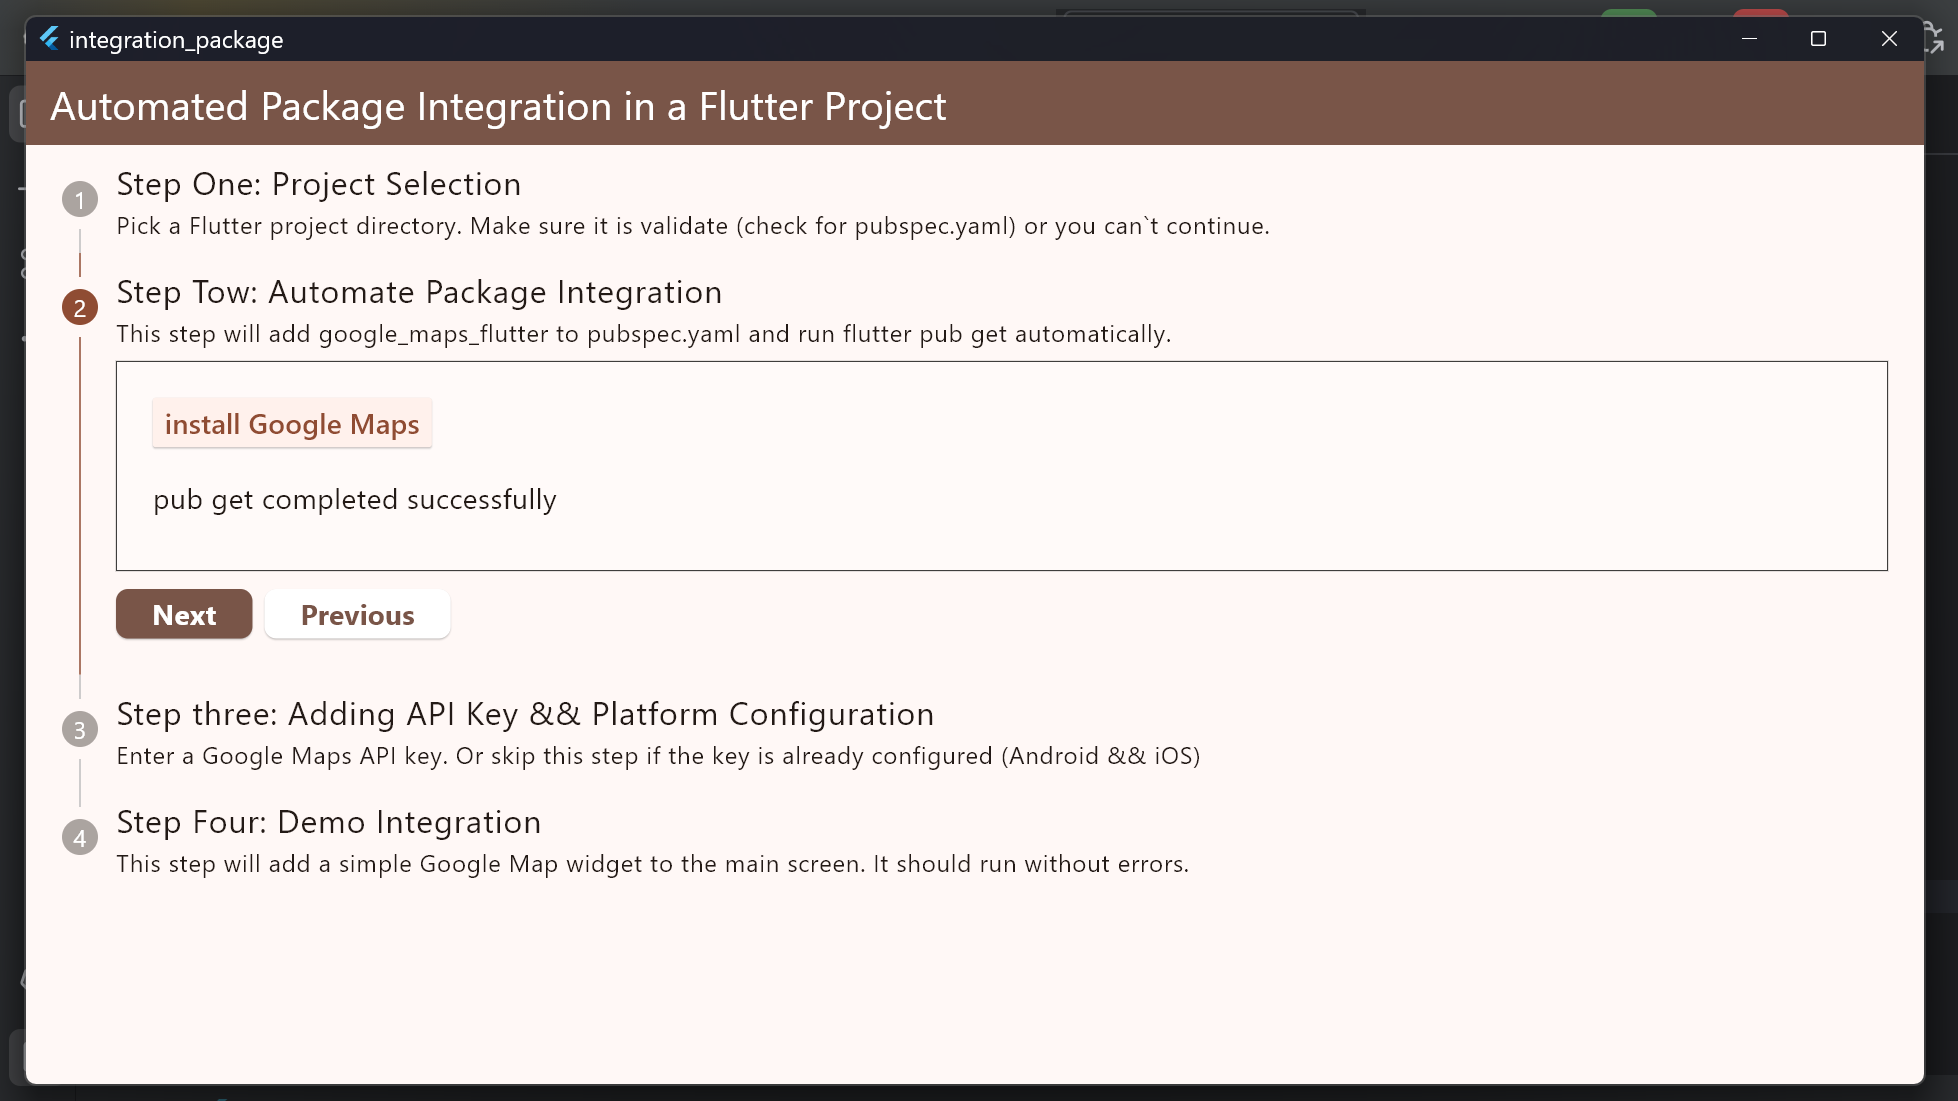 integration_package
Automated Package Integration in a Flutter Project
1
Step One: Project Selection
Pick a Flutter project directory. Make sure it is validate (check for pubspec.yaml) or you can`t continue.
2
Step Tow: Automate Package Integration
This step will add google_maps_flutter to pubspec.yaml and run flutter pub get automatically.
install Google Maps
pub get completed successfully
Next Previous
3
Step three: Adding API Key && Platform Configuration
Enter a Google Maps API key. Or skip this step if the key is already configured (Android && iOS)
4
Step Four: Demo Integration
This step will add a simple Google Map widget to the main screen. It should run without errors.